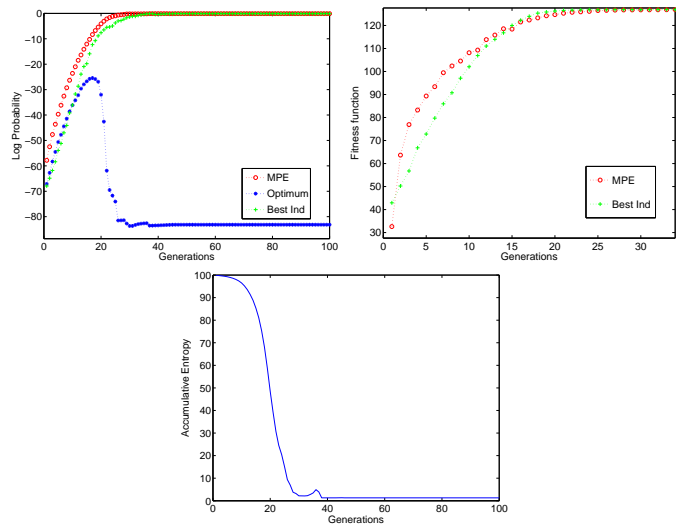 Log Probability
0
−10
−20
−30
−40
−50
−60
−70
−80
0 20 40 60 80 100
Generations
MPE
Optimum
Best Ind
Fitness function
120
110
100
90
80
70
60
50
40
30
0 5 10 15 20 25 30
Generations
MPE
Best Ind
Accumulative Entropy
100
90
80
70
60
50
40
30
20
10
0
0 20 40 60 80 100
Generations